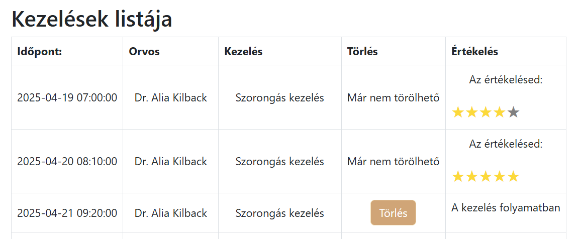 Kezelések listája
Időpont: Orvos Kezelés Törlés Értékelés
Az értékelésed:
2025-04-19 07:00:00 Dr. Alia Kilback Szorongás kezelés Már nem törölhető
Az értékelésed:
2025-04-20 08:10:00 Dr. Alia Kilback Szorongás kezelés Már nem törölhető
2025-04-21 09:20:00 Dr. Alia Kilback Szorongás kezelés Törlés A kezelés folyamatban